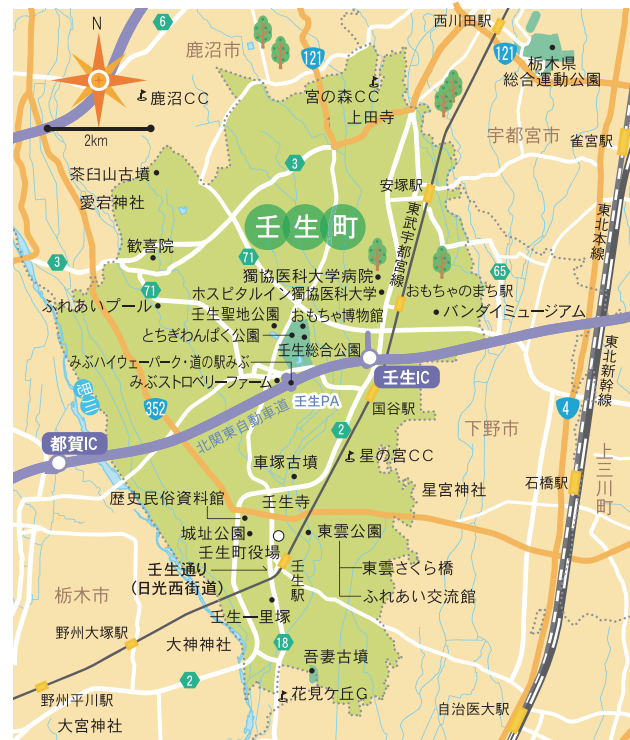 西川田駅
N
6
鹿沼市
121
121
栃木県
総合運動公園
鹿沼CC
宮の森CC
上田寺
2km
宇都宮市
雀宮駅
3
茶臼山古墳
愛宕神社
安塚駅
壬生町
東武宇都宮線
東北本線
歓喜院
3
71
65
獨協医科大学病院
ホスピタルイン獨協医科大学
おもちゃのまち駅
71
ふれあいプール
壬生聖地公園
おもちゃ博物館
バンダイミュージアム
とちぎわんぱく公園
壬生総合公園
みぶハイウェーパーク・道の駅みぶ
みぶストロベリーファーム
壬生IC
東北新幹線
思川
352
壬生PA
国谷駅
4
北関東自動車道
2
下野市
都賀IC
星の宮CC
上三川町
車塚古墳
石橋駅
星宮神社
歴史民俗資料館
壬生寺
城址公園
東雲公園
壬生町役場
壬生通り
(日光西街道)
壬生駅
東雲さくら橋
栃木市
ふれあい交流館
壬生一里塚
野州大塚駅
大神神社
18
吾妻古墳
2
野州平川駅
花見ケ丘G
自治医大駅
大宮神社